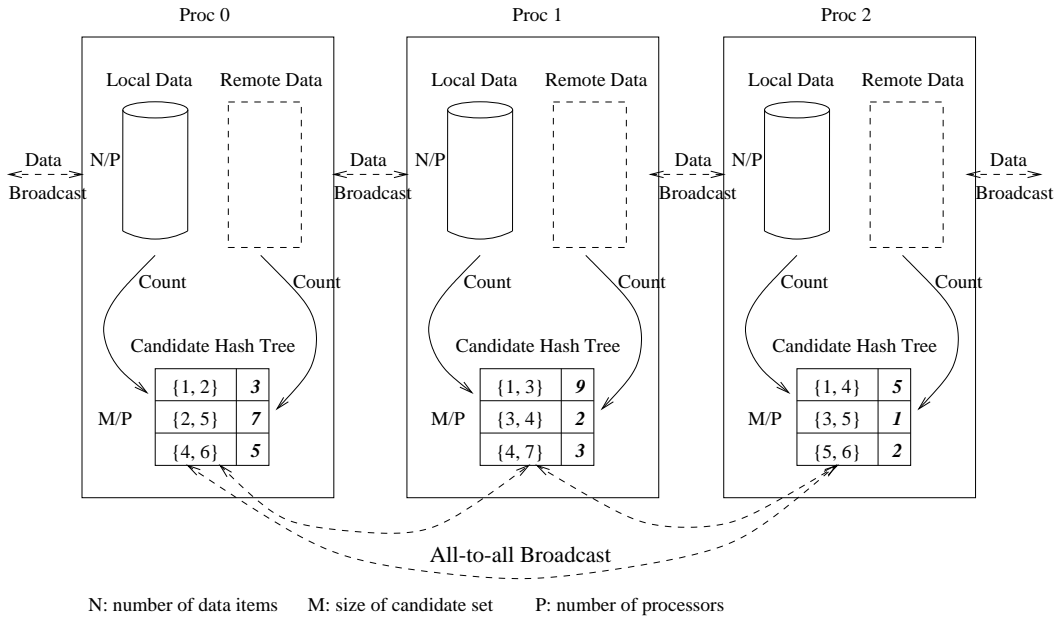 Proc 0 Proc 1 Proc 2
Local Data Remote Data Local Data Remote Data Local Data Remote Data
Data N/P Data N/P Data N/P Data
Broadcast Broadcast Broadcast Broadcast
Count Count Count Count Count Count
Candidate Hash Tree Candidate Hash Tree Candidate Hash Tree
{1, 2} 3 {1, 3} 9 {1, 4} 5
M/P {2, 5} 7 M/P {3, 4} 2 M/P {3, 5} 1
{4, 6} 5 {4, 7} 3 {5, 6} 2
All-to-all Broadcast
N: number of data items M: size of candidate set P: number of processors